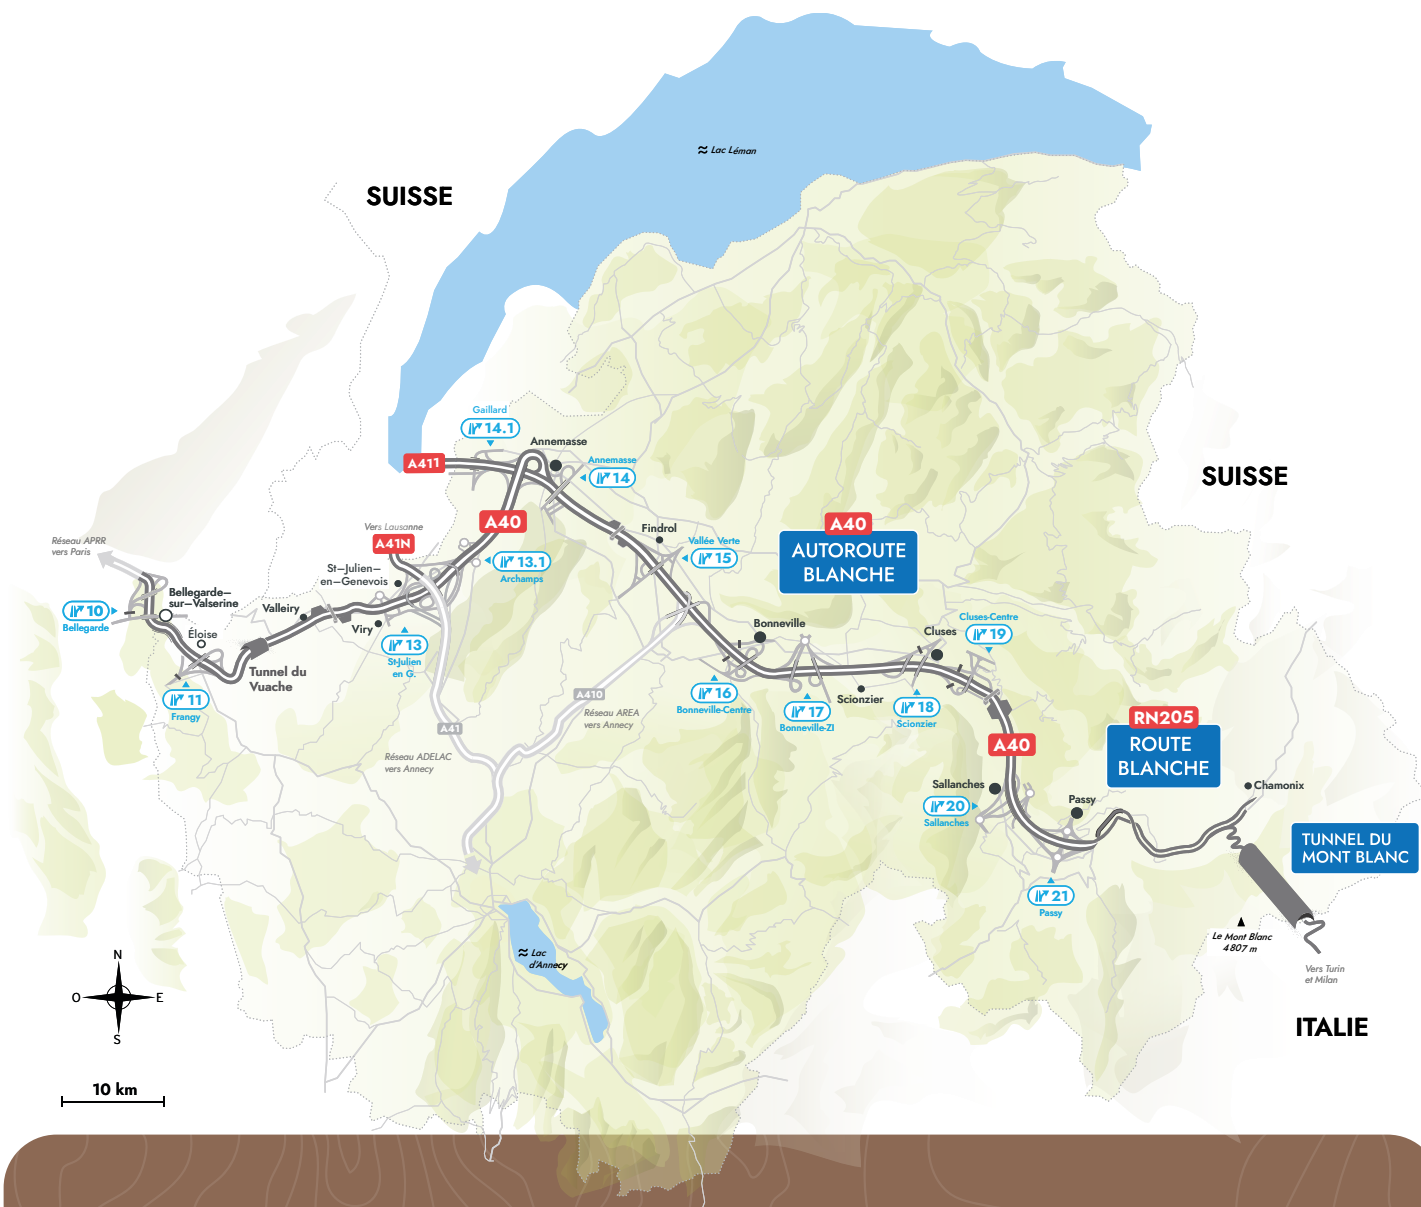 Lac Léman
SUISSE
Gaillard
14.1
Annemasse
A411
Annemasse
14
SUISSE
A40
Vers Lausanne
A41N
Findrol
A40
AUTOROUTE
BLANCHE
Réseau APRR
vers Paris
Vallée Verte
15
13.1
Archamps
St-Julien-
en-Genevois
Bellegarde-
sur-Valserine
10
Bellegarde
Valleiry
Viry
Éloise
13
St-Julien
en G.
Bonneville
Cluses-Centre
19
Cluses
Tunnel du
Vuache
11
Frangy
16
Bonneville-Centre
17
Bonneville-ZI
Scionzier
18
Scionzier
A410
Réseau AREA
vers Annecy
A41
Réseau ADELAC
vers Annecy
RN205
ROUTE
BLANCHE
A40
Sallanches
20
Sallanches
Passy
Chamonix
TUNNEL DU
MONT BLANC
21
Passy
Le Mont Blanc
4807 m
Lac
d'Annecy
Vers Turin
et Milan
ITALIE
N
O
E
S
10 km